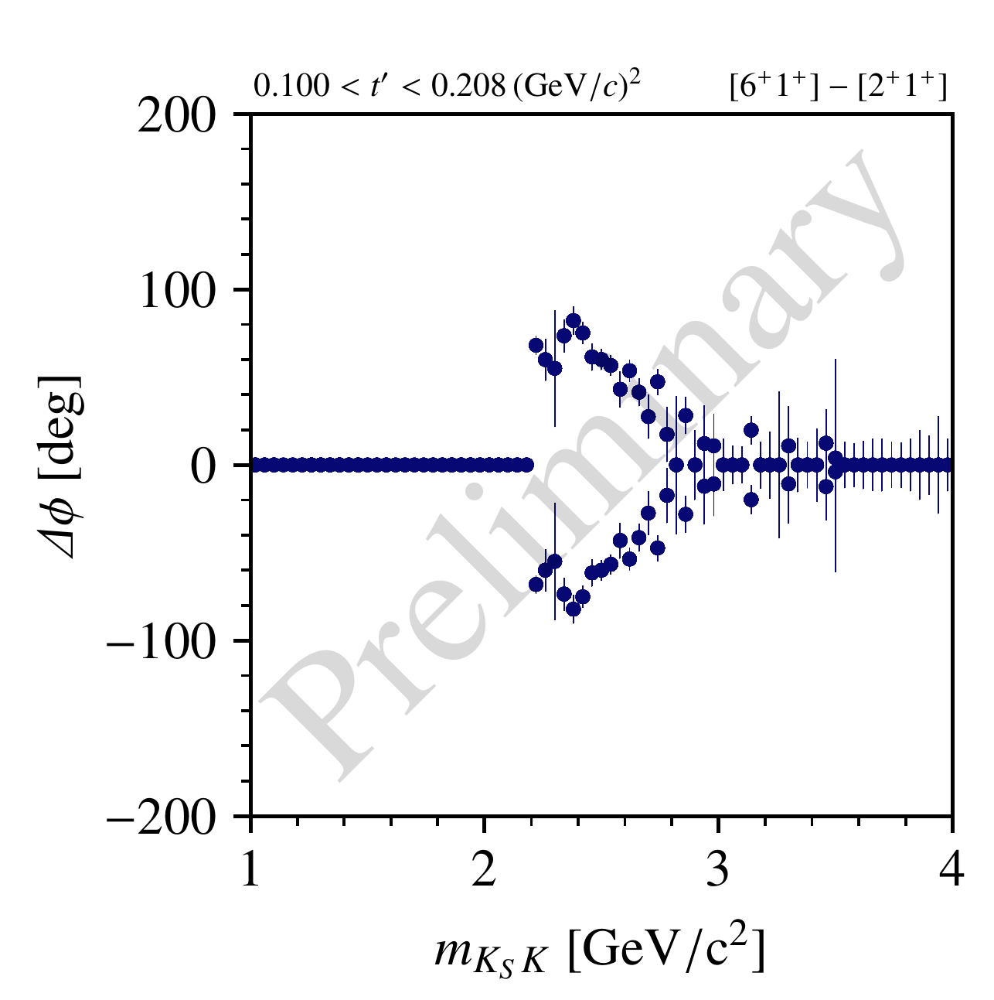 0.100 < t′ < 0.208 (GeV/c)² [6⁺1⁺] − [2⁺1⁺]
200
100
0
−100
−200
Δϕ [deg]
Preliminary
1 2 3 4
m_{K_S K} [GeV/c²]